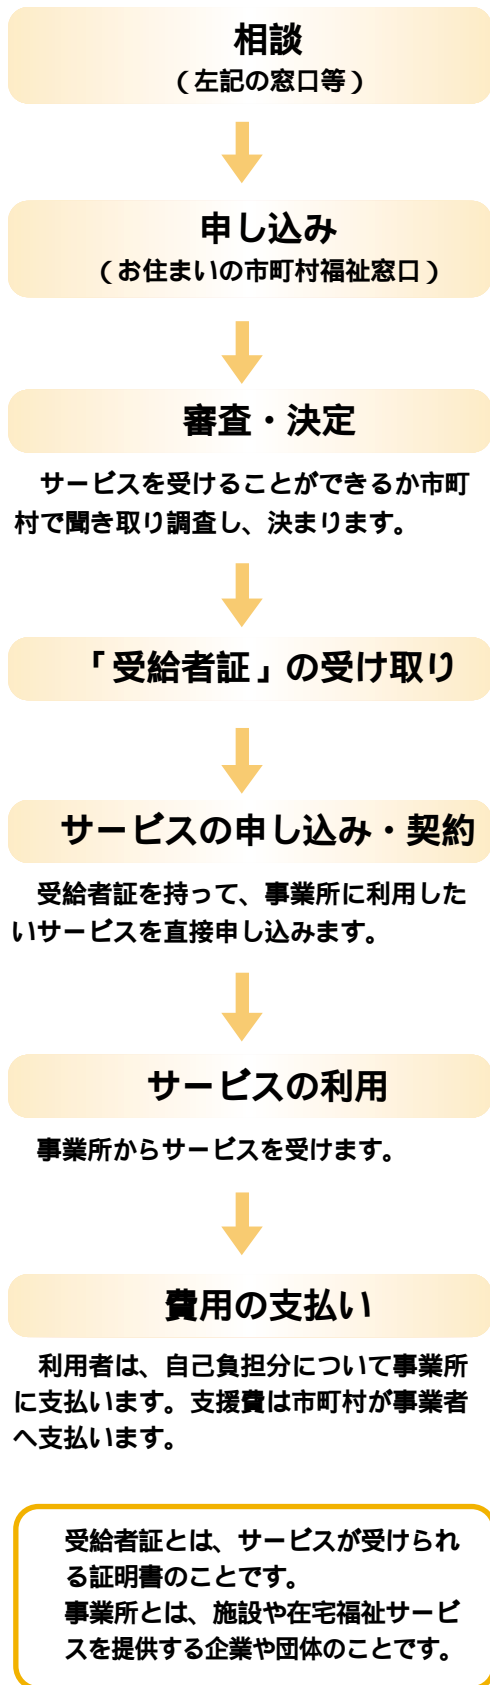 相談
(左記の窓口等)
申し込み
(お住まいの市町村福祉窓口)
審査・決定
サービスを受けることができるか市町
村で聞き取り調査し、決まります。
「受給者証」の受け取り
サービスの申し込み・契約
受給者証を持って、事業所に利用した
いサービスを直接申し込みます。
サービスの利用
事業所からサービスを受けます。
費用の支払い
利用者は、自己負担分について事業所
に支払います。支援費は市町村が事業者
へ支払います。
受給者証とは、サービスが受けられ
る証明書のことです。
事業所とは、施設や在宅福祉サービ
スを提供する企業や団体のことです。